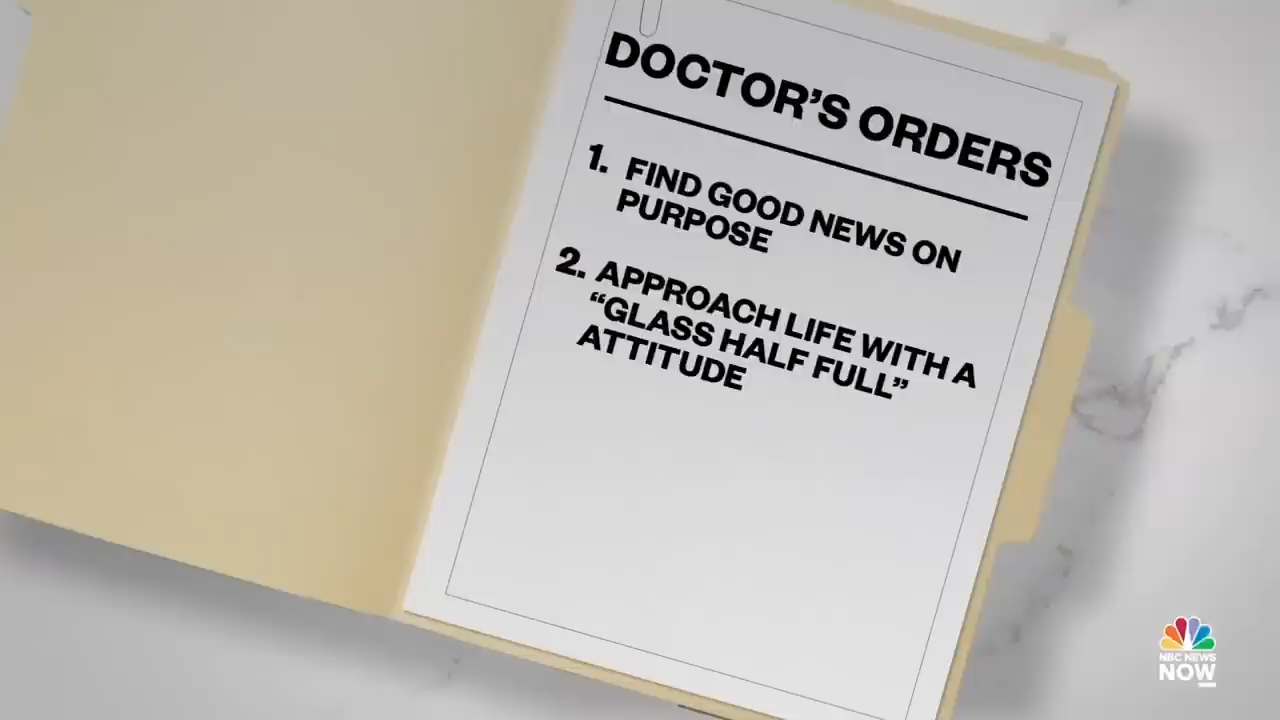 DOCTOR'S ORDERS
1. FIND GOOD NEWS ON
PURPOSE
2. APPROACH LIFE WITH A
“GLASS HALF FULL”
ATTITUDE
NBC NEWS
NOW